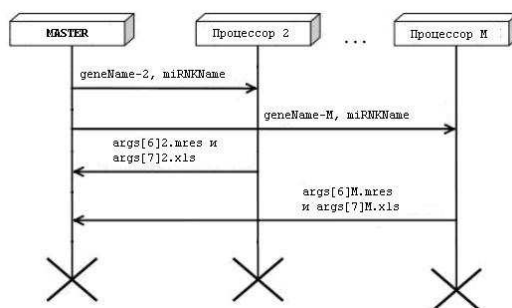 MASTER
Процессор 2
...
Процессор М
geneName-2, miRNKName
geneName-M, miRNKName
args[6]2.mres и
args[7]2.xls
args[6]M.mres
и args[7]M.xls